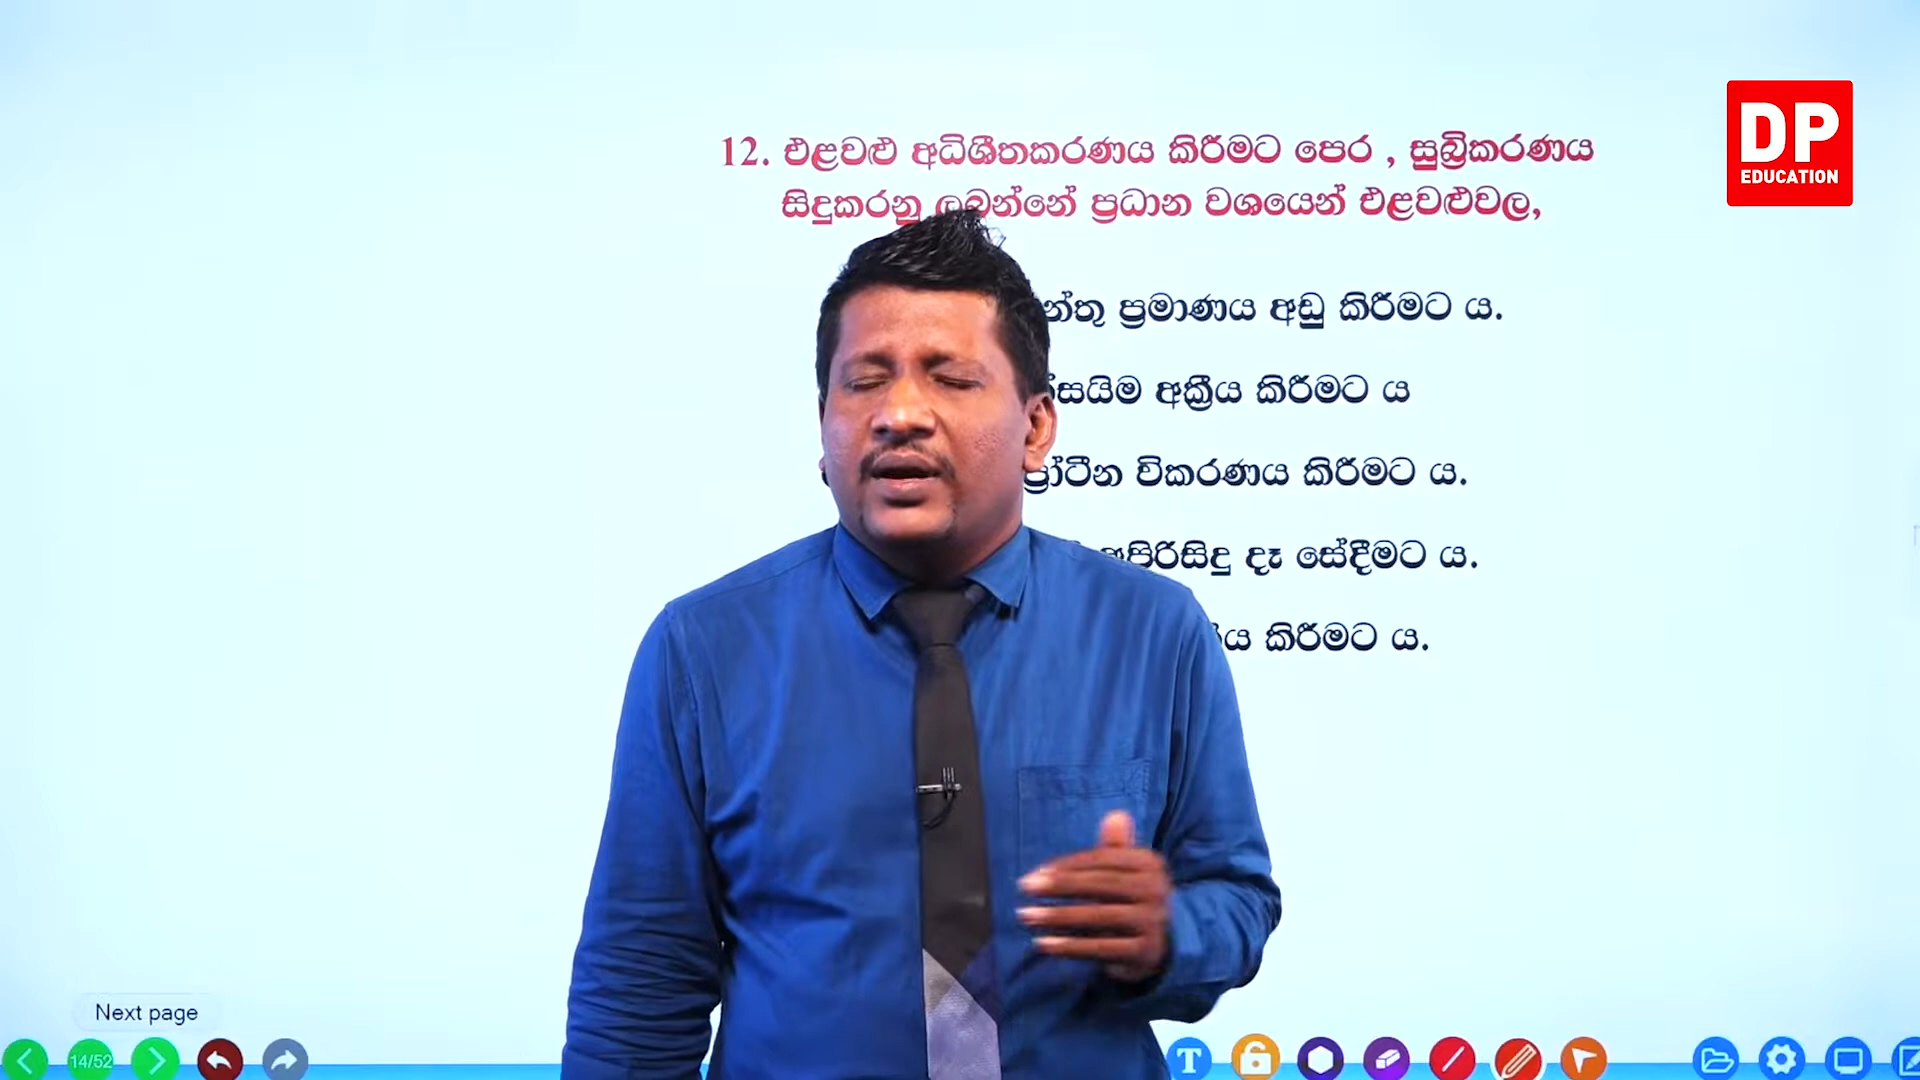 DP
EDUCATION
12. එළවළු අධිශීතකරණය කිරීමට පෙර , සුබ්‍රිකරණය
සිදුකරනු ලබන්නේ ප්‍රධාන වශයෙන් එළවළුවල,
ප්‍රමාණය අඩු කිරීමට ය.
අක්‍රීය කිරීමට ය
විකරණය කිරීමට ය.
දෑ සේදීමට ය.
කිරීමට ය.
Next page
14/52
T